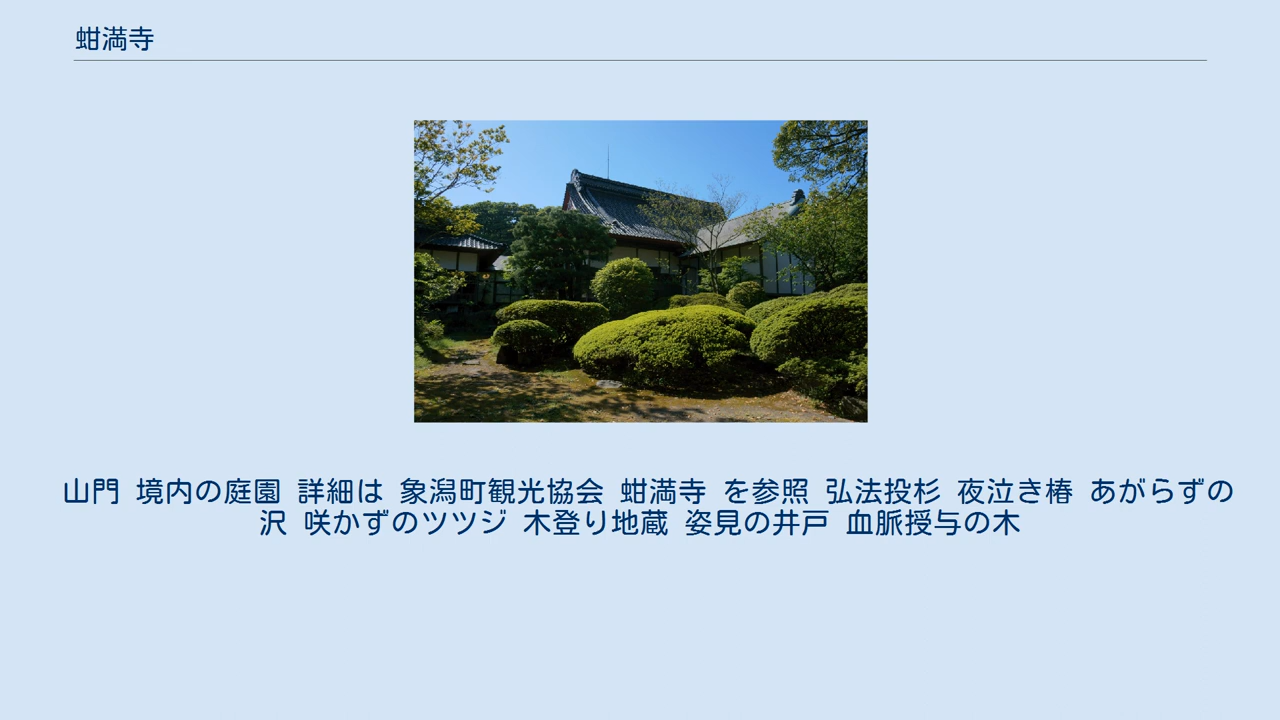 蚶満寺
山門 境内の庭園 詳細は 象潟町観光協会 蚶満寺 を参照 弘法投杉 夜泣き椿 あがらずの
沢 咲かずのツツジ 木登り地蔵 姿見の井戸 血脈授与の木